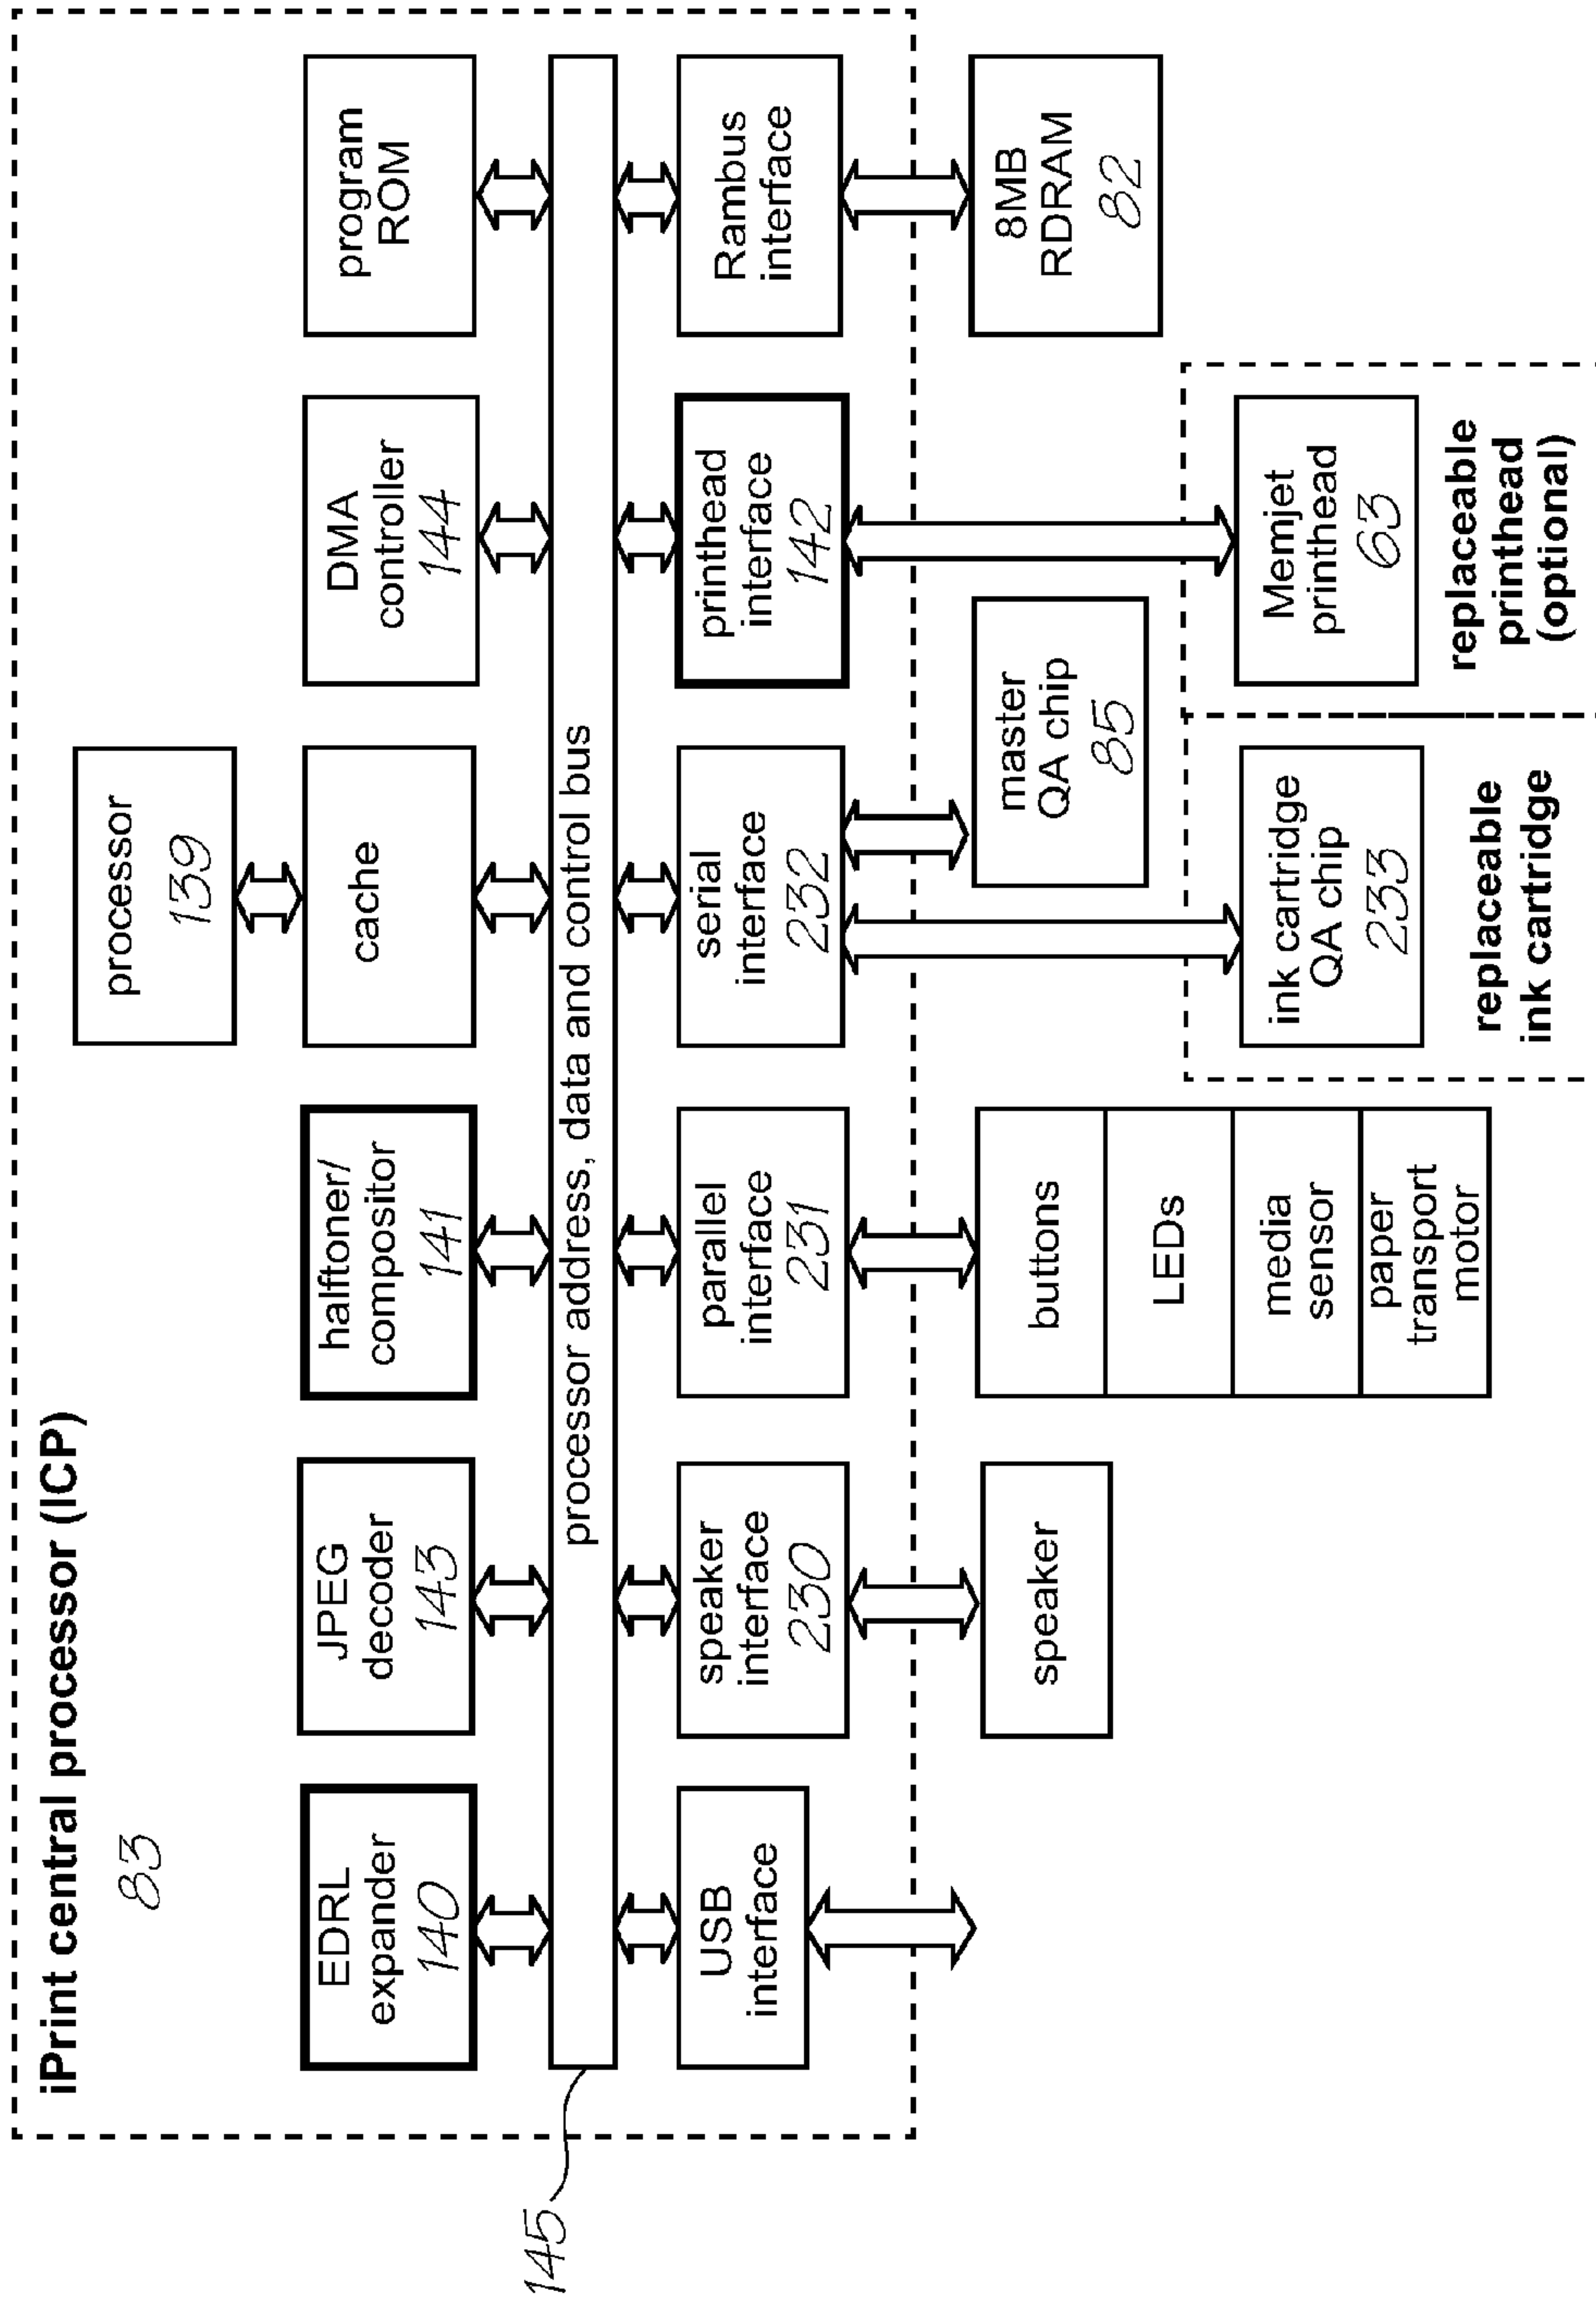 iPrint central processor (ICP)
83
processor
139
EDRL
expander
140
JPEG
decoder
143
halftoner/
compositor
141
cache
DMA
controller
144
program
ROM
145
processor address, data and control bus
USB
interface
speaker
interface
230
parallel
interface
231
serial
interface
232
printhead
interface
142
Rambus
interface
speaker
buttons
LEDs
media
sensor
paper
transport
motor
master
QA chip
85
8MB
RDRAM
82
ink cartridge
QA chip
233
replaceable
ink cartridge
Memjet
printhead
63
replaceable
printhead
(optional)